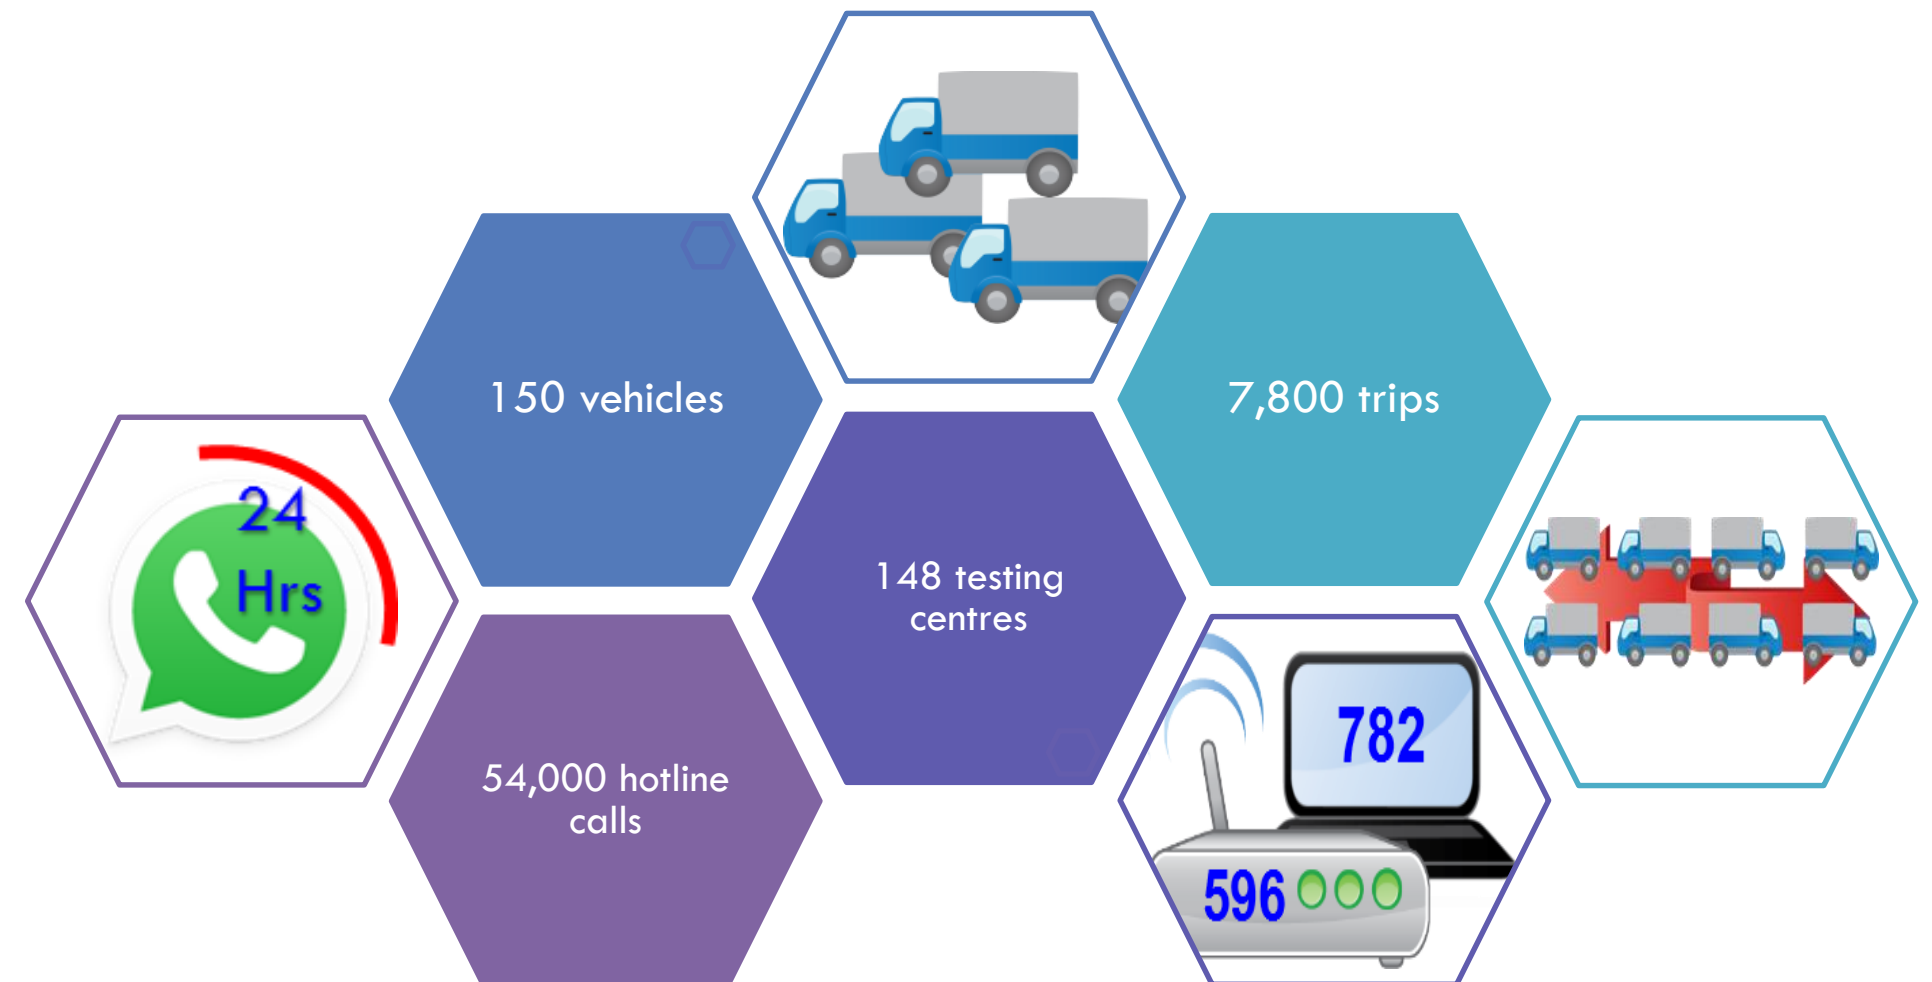 150 vehicles
7,800 trips
24
Hrs
148 testing
centres
54,000 hotline
calls
782
596